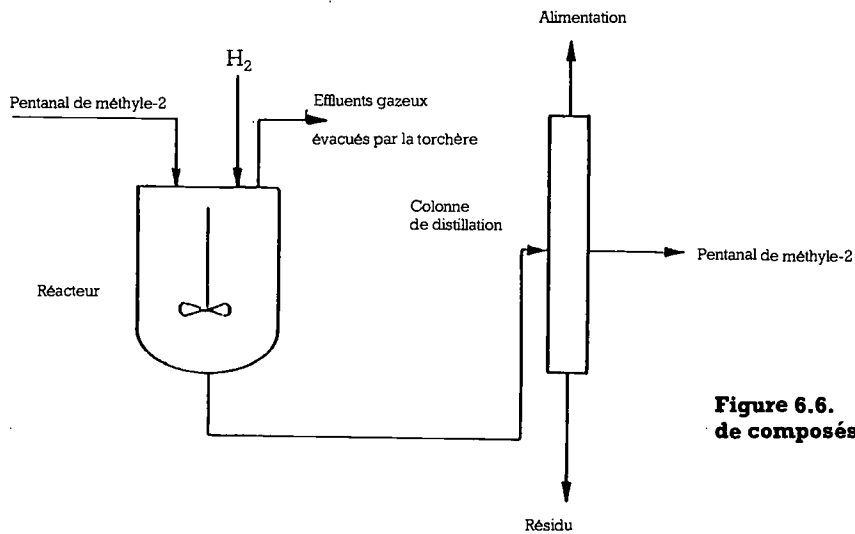 Alimentation
H₂
Pentanal de méthyle-2
Effluents gazeux
évacués par la torchère
Colonne
de distillation
Pentanal de méthyle-2
Réacteur
Figure 6.6.
de composés
Résidu